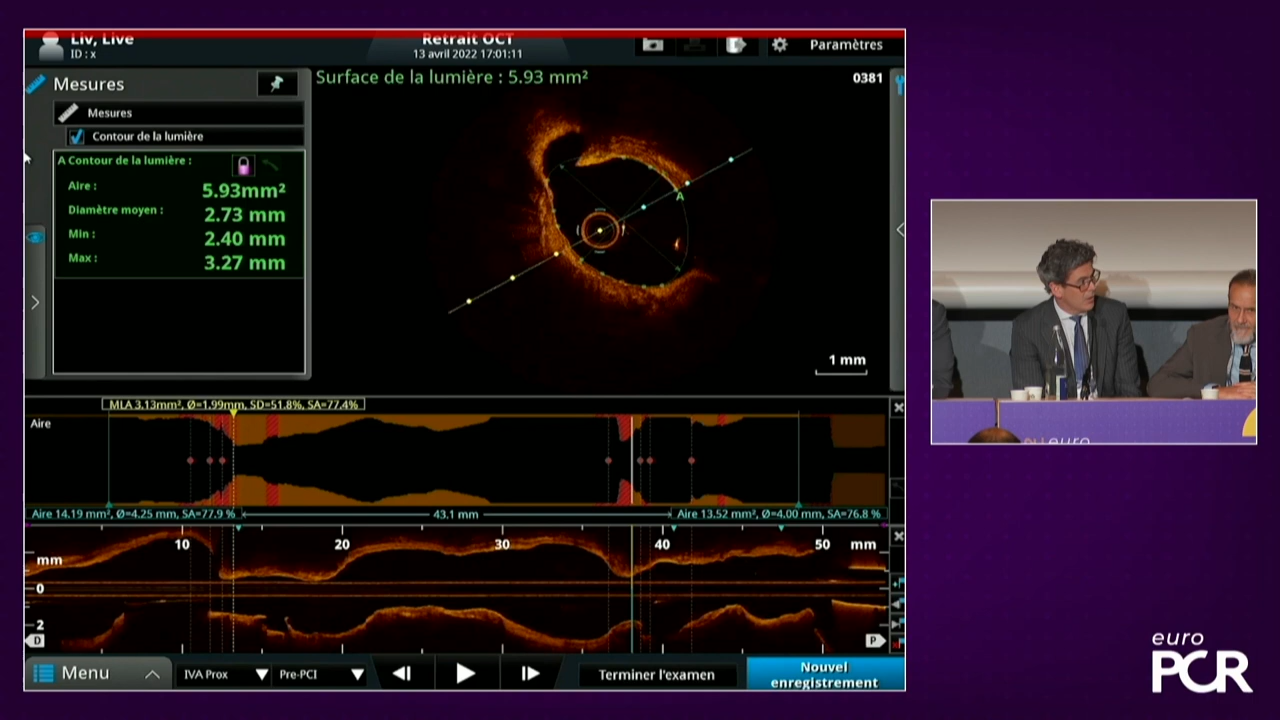 Liv, Live
ID : x
Retrait OCT
13 avril 2022 17:01:11
Paramètres
Mesures
Mesures
Contour de la lumière
A Contour de la lumière :
Aire : 5.93mm²
Diamètre moyen : 2.73 mm
Min : 2.40 mm
Max : 3.27 mm
Surface de la lumière : 5.93 mm²
0381
A
1 mm
MLA 3.13mm², Ø=1.99mm, SD=51.8%, SA=77.4%
Aire
Aire 14.19 mm², Ø=4.25 mm, SA=77.9 %
43.1 mm
Aire 13.52 mm², Ø=4.00 mm, SA=76.8 %
10 20 30 40 50 mm
mm
0
2
D
P
Menu
IVA Prox
Pre-PCI
Terminer l'examen
Nouvel
enregistrement
euro
euro
PCR